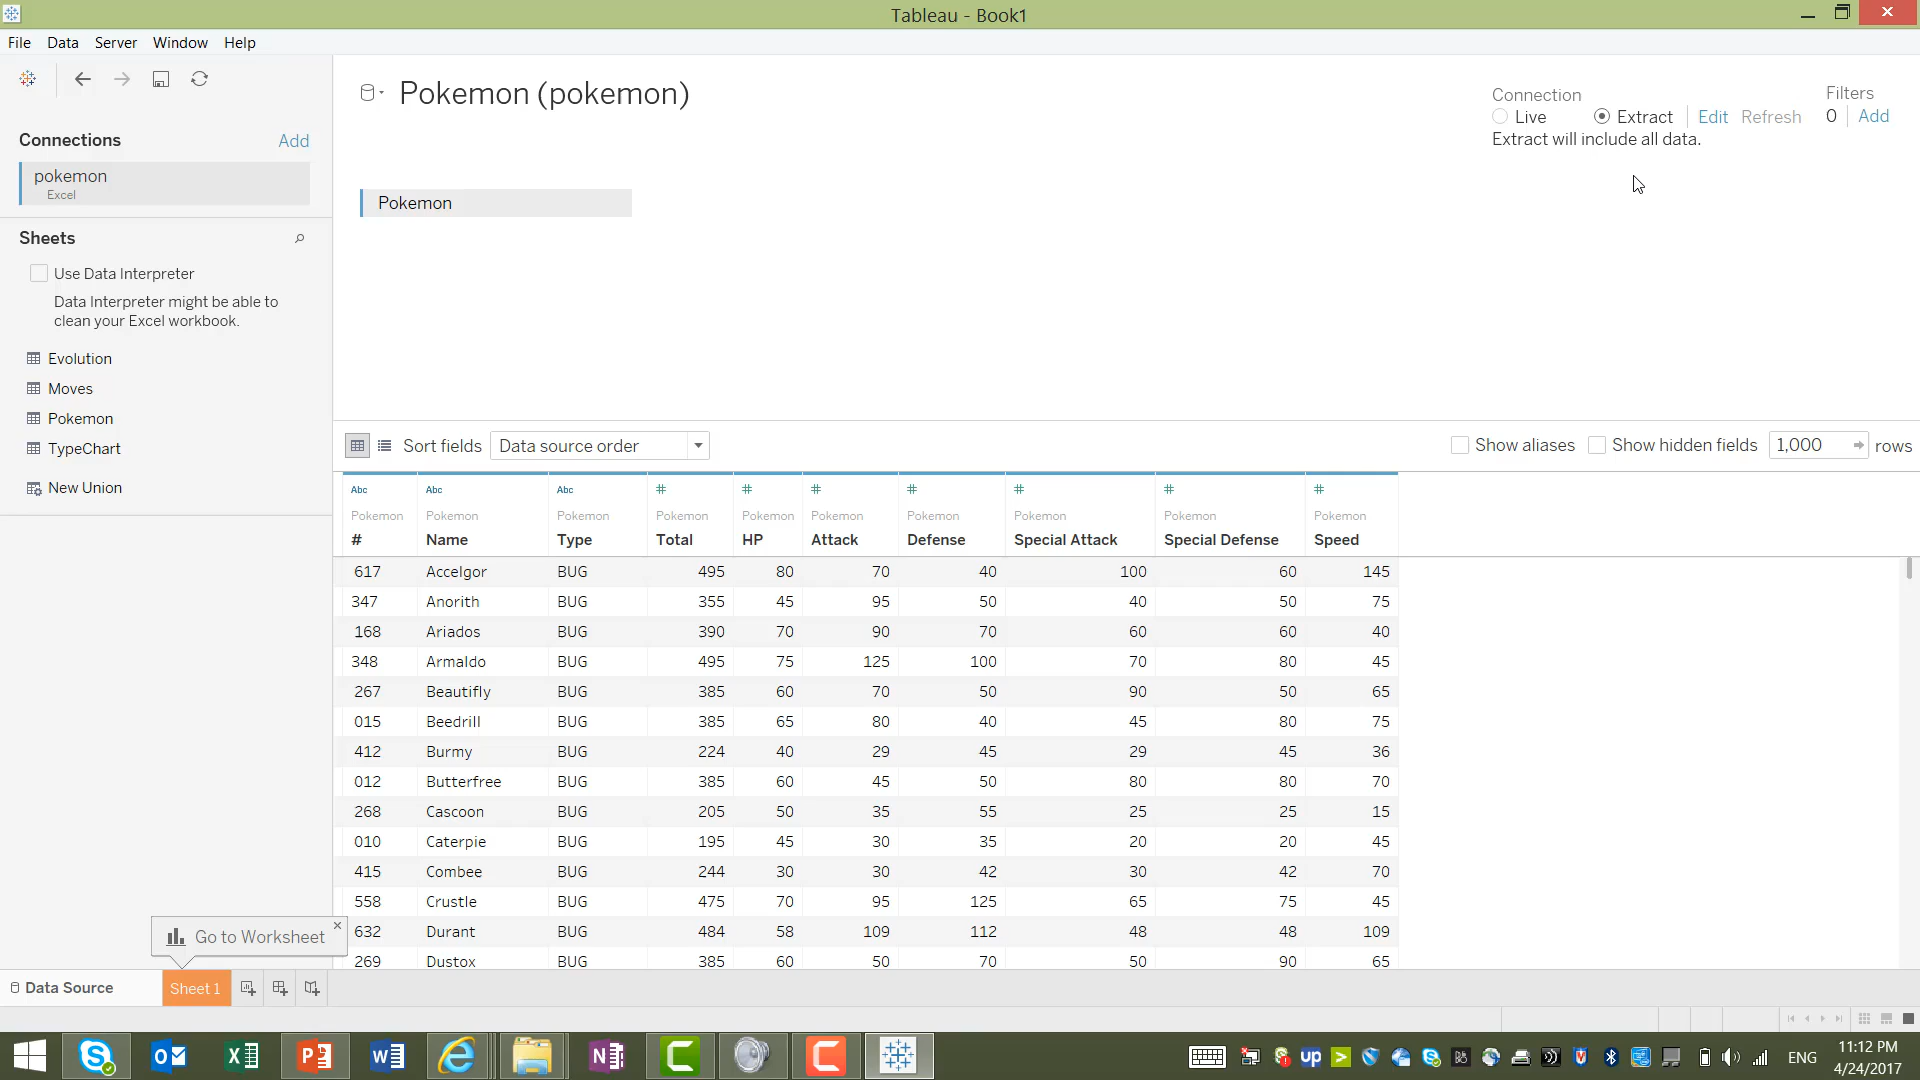 Tableau - Book1
File Data Server Window Help
Connections Add
pokemon
Excel
Sheets
Use Data Interpreter
Data Interpreter might be able to
clean your Excel workbook.
Evolution
Moves
Pokemon
TypeChart
New Union
Pokemon (pokemon)
Connection
Live Extract Edit Refresh
Extract will include all data.
Filters
0 Add
Pokemon
Sort fields Data source order
Show aliases Show hidden fields 1,000 rows
Abc Abc Abc # # # # # # #
Pokemon Pokemon Pokemon Pokemon Pokemon Pokemon Pokemon Pokemon Pokemon Pokemon
# Name Type Total HP Attack Defense Special Attack Special Defense Speed
617 Accelgor BUG 495 80 70 40 100 60 145
347 Anorith BUG 355 45 95 50 40 50 75
168 Ariados BUG 390 70 90 70 60 60 40
348 Armaldo BUG 495 75 125 100 70 80 45
267 Beautifly BUG 385 60 70 50 90 50 65
015 Beedrill BUG 385 65 80 40 45 80 75
412 Burmy BUG 224 40 29 45 29 45 36
012 Butterfree BUG 385 60 45 50 80 80 70
268 Cascoon BUG 205 50 35 55 25 25 15
010 Caterpie BUG 195 45 30 35 20 20 45
415 Combee BUG 244 30 30 42 30 42 70
558 Crustle BUG 475 70 95 125 65 75 45
632 Durant BUG 484 58 109 112 48 48 109
269 Dustox BUG 385 60 50 70 50 90 65
Go to Worksheet
Data Source Sheet 1
up
ENG
11:12 PM
4/24/2017